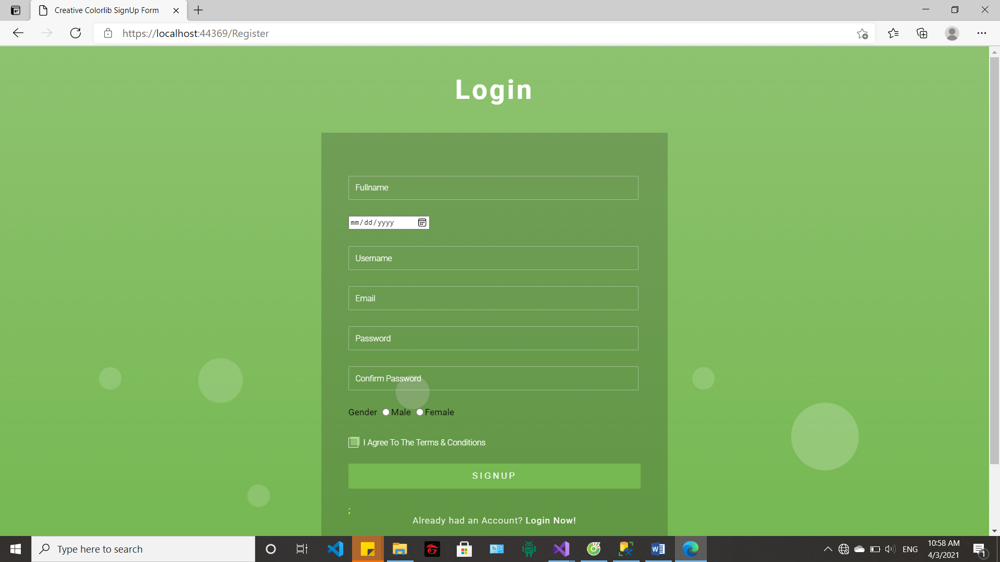 Creative Colorlib SignUp Form
https://localhost:44369/Register
Login
Fullname
mm/dd/yyyy
Username
Email
Password
Confirm Password
Gender Male Female
I Agree To The Terms & Conditions
SIGNUP
;
Already had an Account? Login Now!
Type here to search
ENG
10:58 AM
4/3/2021
1